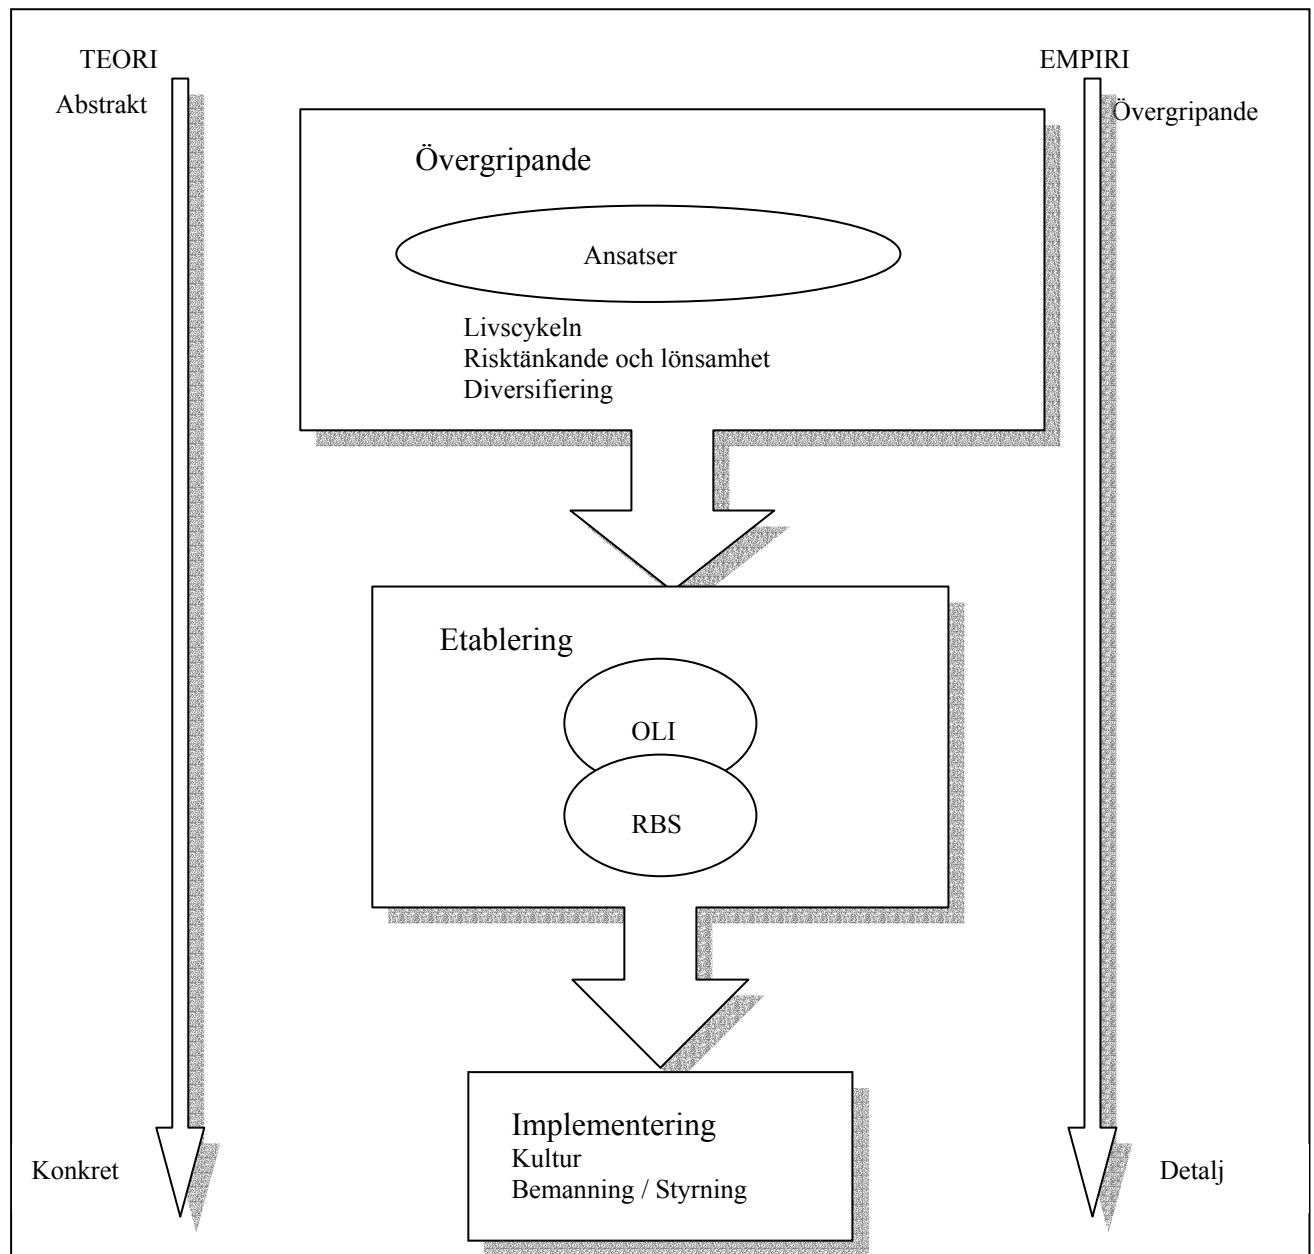 TEORI
Abstrakt
EMPIRI
Övergripande
Övergripande
Ansatser
Livscykeln
Risktänkande och lönsamhet
Diversifiering
Etablering
OLI
RBS
Implementering
Kultur
Bemanning / Styrning
Konkret
Detalj